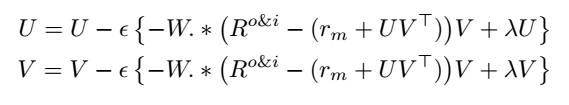 U = U − ϵ {−W. ∗ (R^{o&i} − (r_m + UV^⊤))V + λU}
V = V − ϵ {−W. ∗ (R^{o&i} − (r_m + UV^⊤))V + λV}